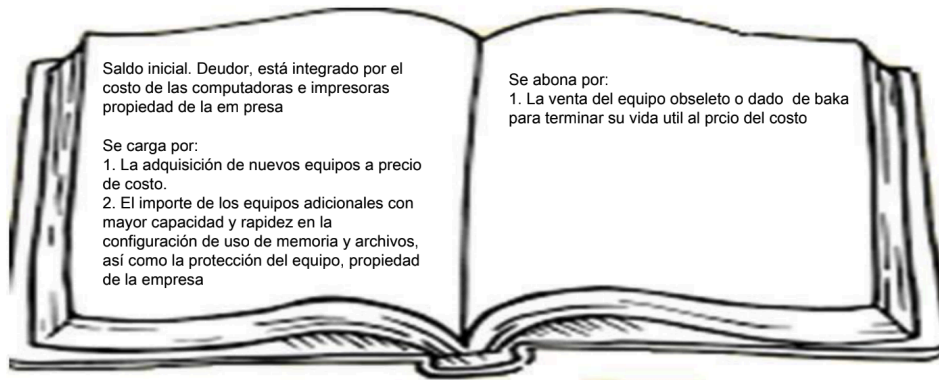 Saldo inicial. Deudor, está integrado por el
costo de las computadoras e impresoras
propiedad de la em presa
Se carga por:
1. La adquisición de nuevos equipos a precio
de costo.
2. El importe de los equipos adicionales con
mayor capacidad y rapidez en la
configuración de uso de memoria y archivos,
así como la protección del equipo, propiedad
de la empresa
Se abona por:
1. La venta del equipo obseleto o dado  de baka
para terminar su vida util al prcio del costo